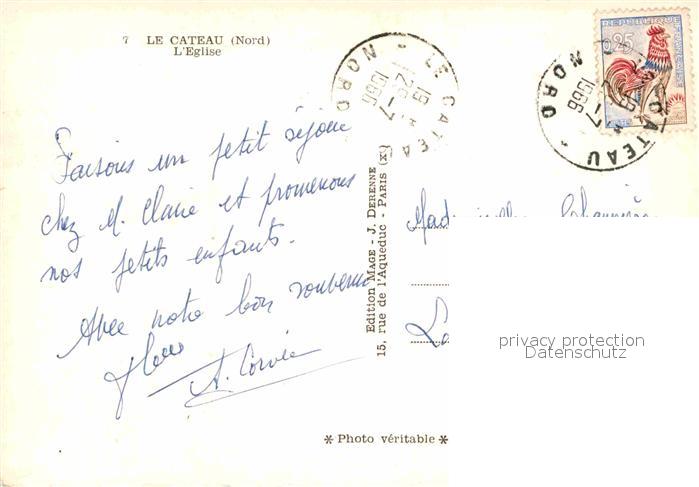 7 LE CATEAU (Nord)
L'Eglise
LE CATEAU
NORD
1966
REPUBLIQUE FRANÇAISE
0,25
LE CATEAU
NORD
1966
Faisons un petit séjour
chez M. Claire et promenons
nos petits enfants.
Avec notre bon souvenir
Edition MAGE - J. DERENNE
15, rue de l'Aqueduc - PARIS (Xe)
Mademoiselle
privacy protection
Datenschutz
* Photo véritable *